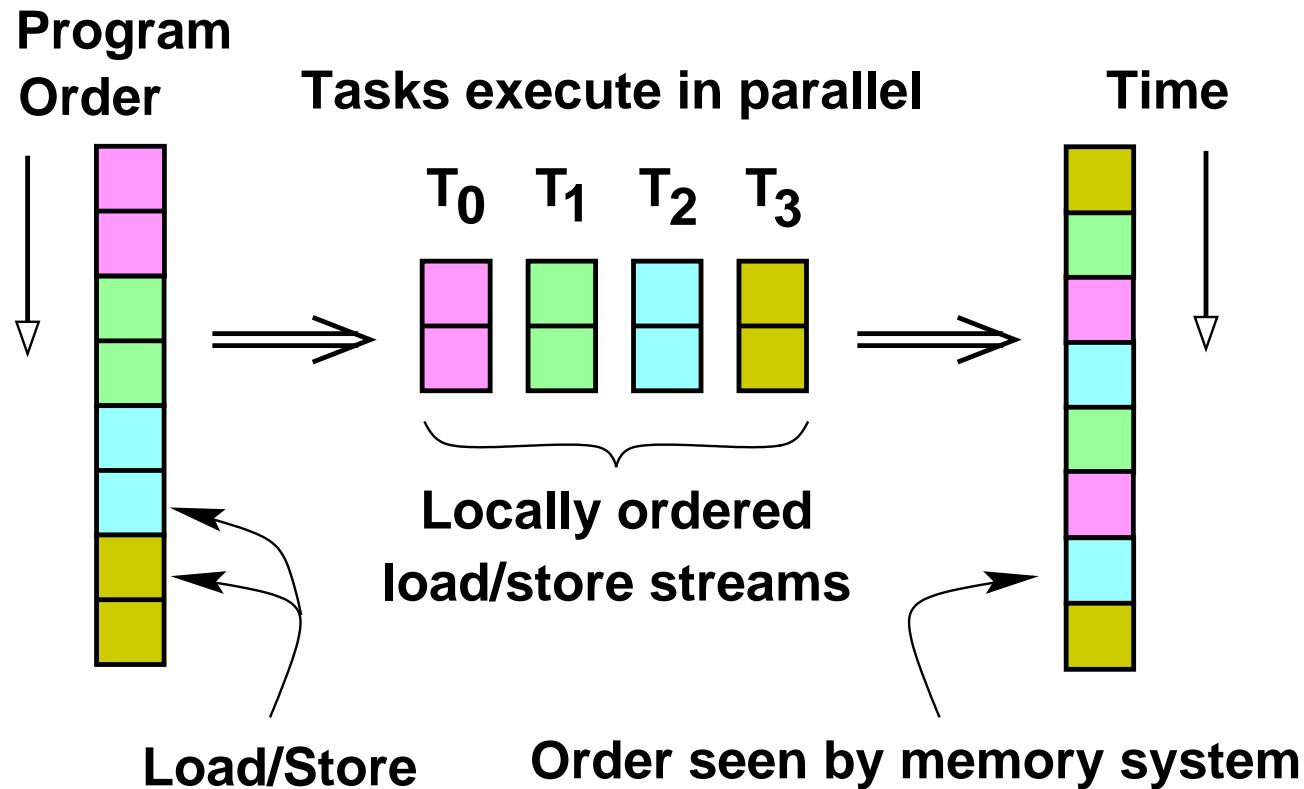 Program
Order
Tasks execute in parallel
Time
T0 T1 T2 T3
Locally ordered
load/store streams
Load/Store
Order seen by memory system